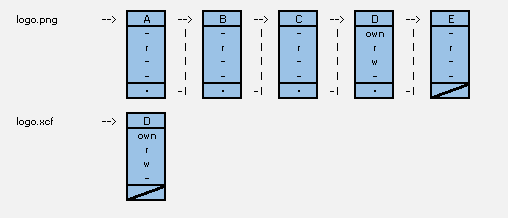 logo.png --> A --> B --> C --> D --> E
- - - own -
r r r r r
- - - w -
- - - - -
. -| . -| . -| . -|
logo.xcf --> D
own
r
w
-